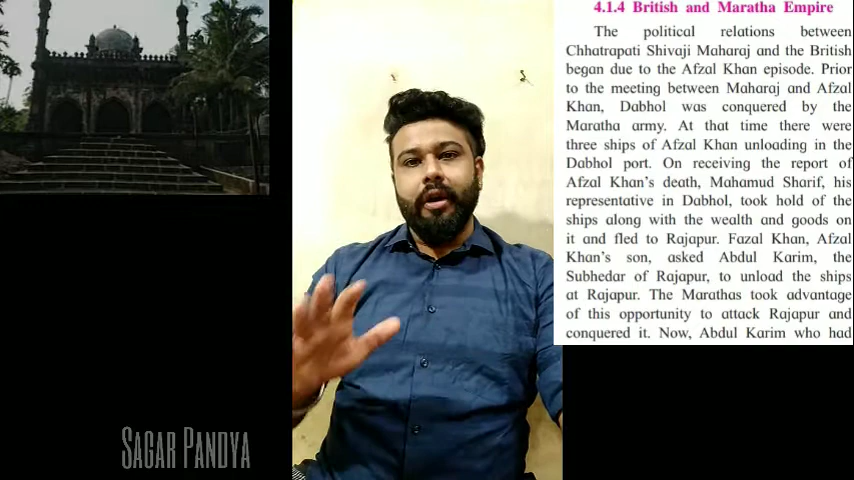 4.1.4 British and Maratha Empire
The political relations between
Chhatrapati Shivaji Maharaj and the British
began due to the Afzal Khan episode. Prior
to the meeting between Maharaj and Afzal
Khan, Dabhol was conquered by the
Maratha army. At that time there were
three ships of Afzal Khan unloading in the
Dabhol port. On receiving the report of
Afzal Khan's death, Mahamud Sharif, his
representative in Dabhol, took hold of the
ships along with the wealth and goods on
it and fled to Rajapur. Fazal Khan, Afzal
Khan's son, asked Abdul Karim, the
Subhedar of Rajapur, to unload the ships
at Rajapur. The Marathas took advantage
of this opportunity to attack Rajapur and
conquered it. Now, Abdul Karim who had
SAGAR PANDYA